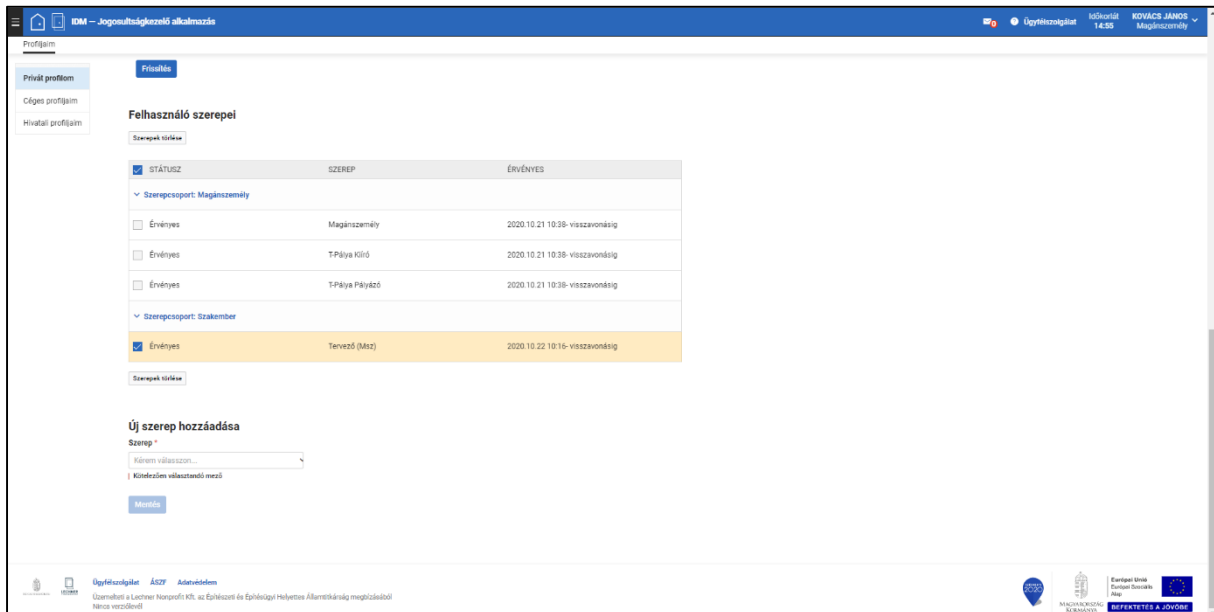 IDM — Jogosultságkezelő alkalmazás
0
Ügyfélszolgálat
Időkorlát
14:55
KOVÁCS JÁNOS
Magánszemély
Profiljaim
Privát profilom
Céges profiljaim
Hivatali profiljaim
Frissítés
Felhasználó szerepei
Szerepek törlése
STÁTUSZ SZEREP ÉRVÉNYES
Szerepcsoport: Magánszemély
Érvényes Magánszemély 2020.10.21 10:38- visszavonásig
Érvényes T-Pálya Kiíró 2020.10.21 10:38- visszavonásig
Érvényes T-Pálya Pályázó 2020.10.21 10:38- visszavonásig
Szerepcsoport: Szakember
Érvényes Tervező (Msz) 2020.10.22 10:16- visszavonásig
Szerepek törlése
Új szerep hozzáadása
Szerep *
Kérem válasszon...
Kötelezően választandó mező
Mentés
Ügyfélszolgálat ÁSZF Adatvédelem
Üzemelteti a Lechner Nonprofit Kft. az Építészeti és Építésügyi Helyettes Államtitkárság megbízásából
Nincs verziólevél
LECHNER
2020
MAGYARORSZÁG
KORMÁNYA
Európai Unió
Európai Szociális
Alap
BEFEKTETÉS A JÖVŐBE